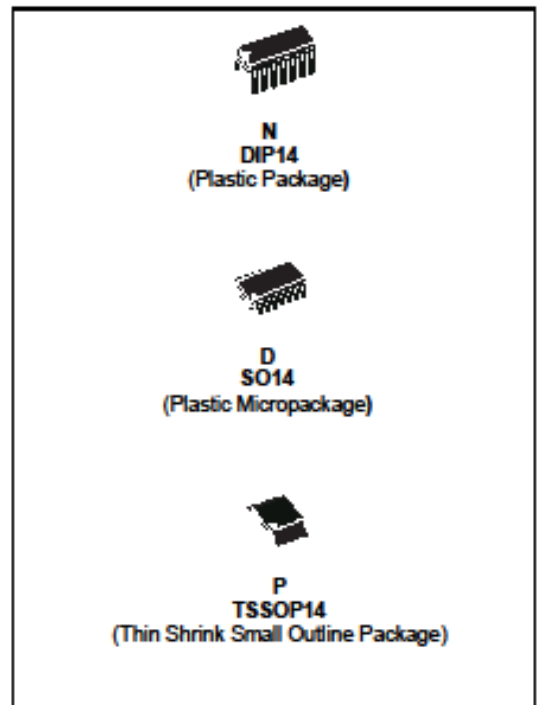 N
DIP14
(Plastic Package)
D
SO14
(Plastic Micropackage)
P
TSSOP14
(Thin Shrink Small Outline Package)